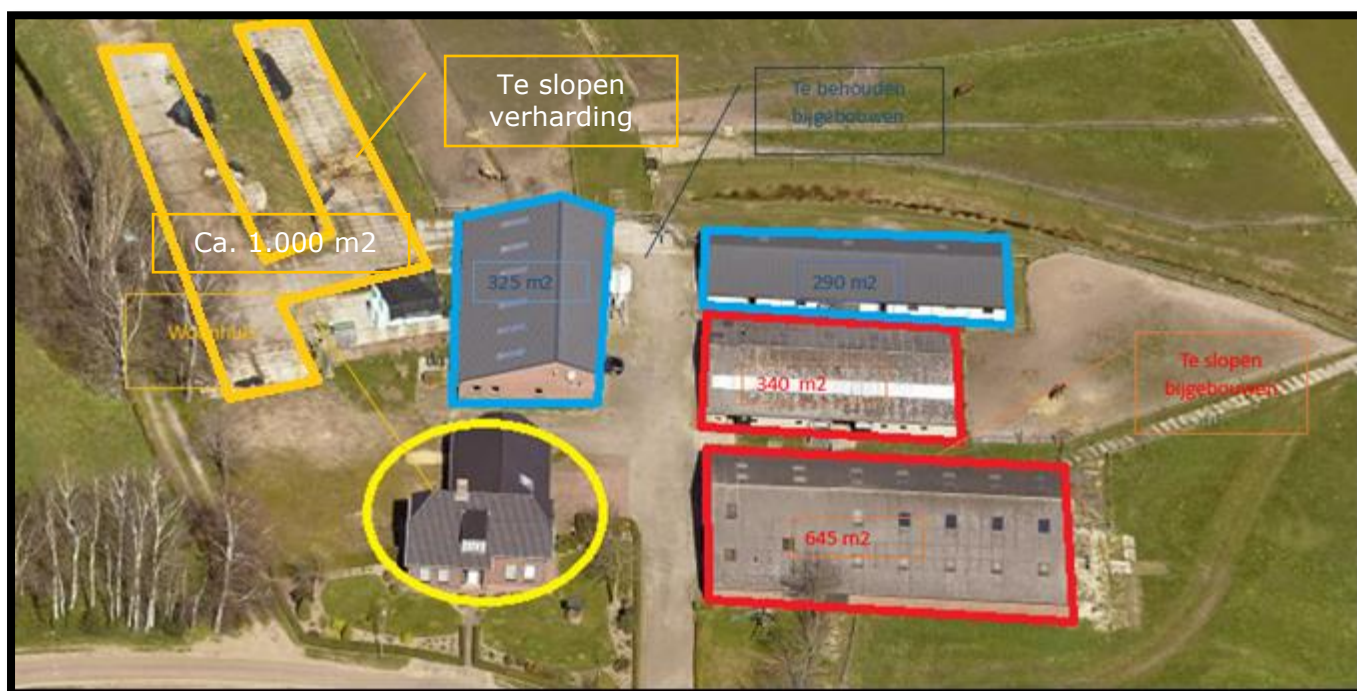 Te slopen
verharding
Te behouden
bijgebouwen
Ca. 1.000 m2
325 m2
290 m2
Woonhuis
340 m2
Te slopen
bijgebouwen
645 m2